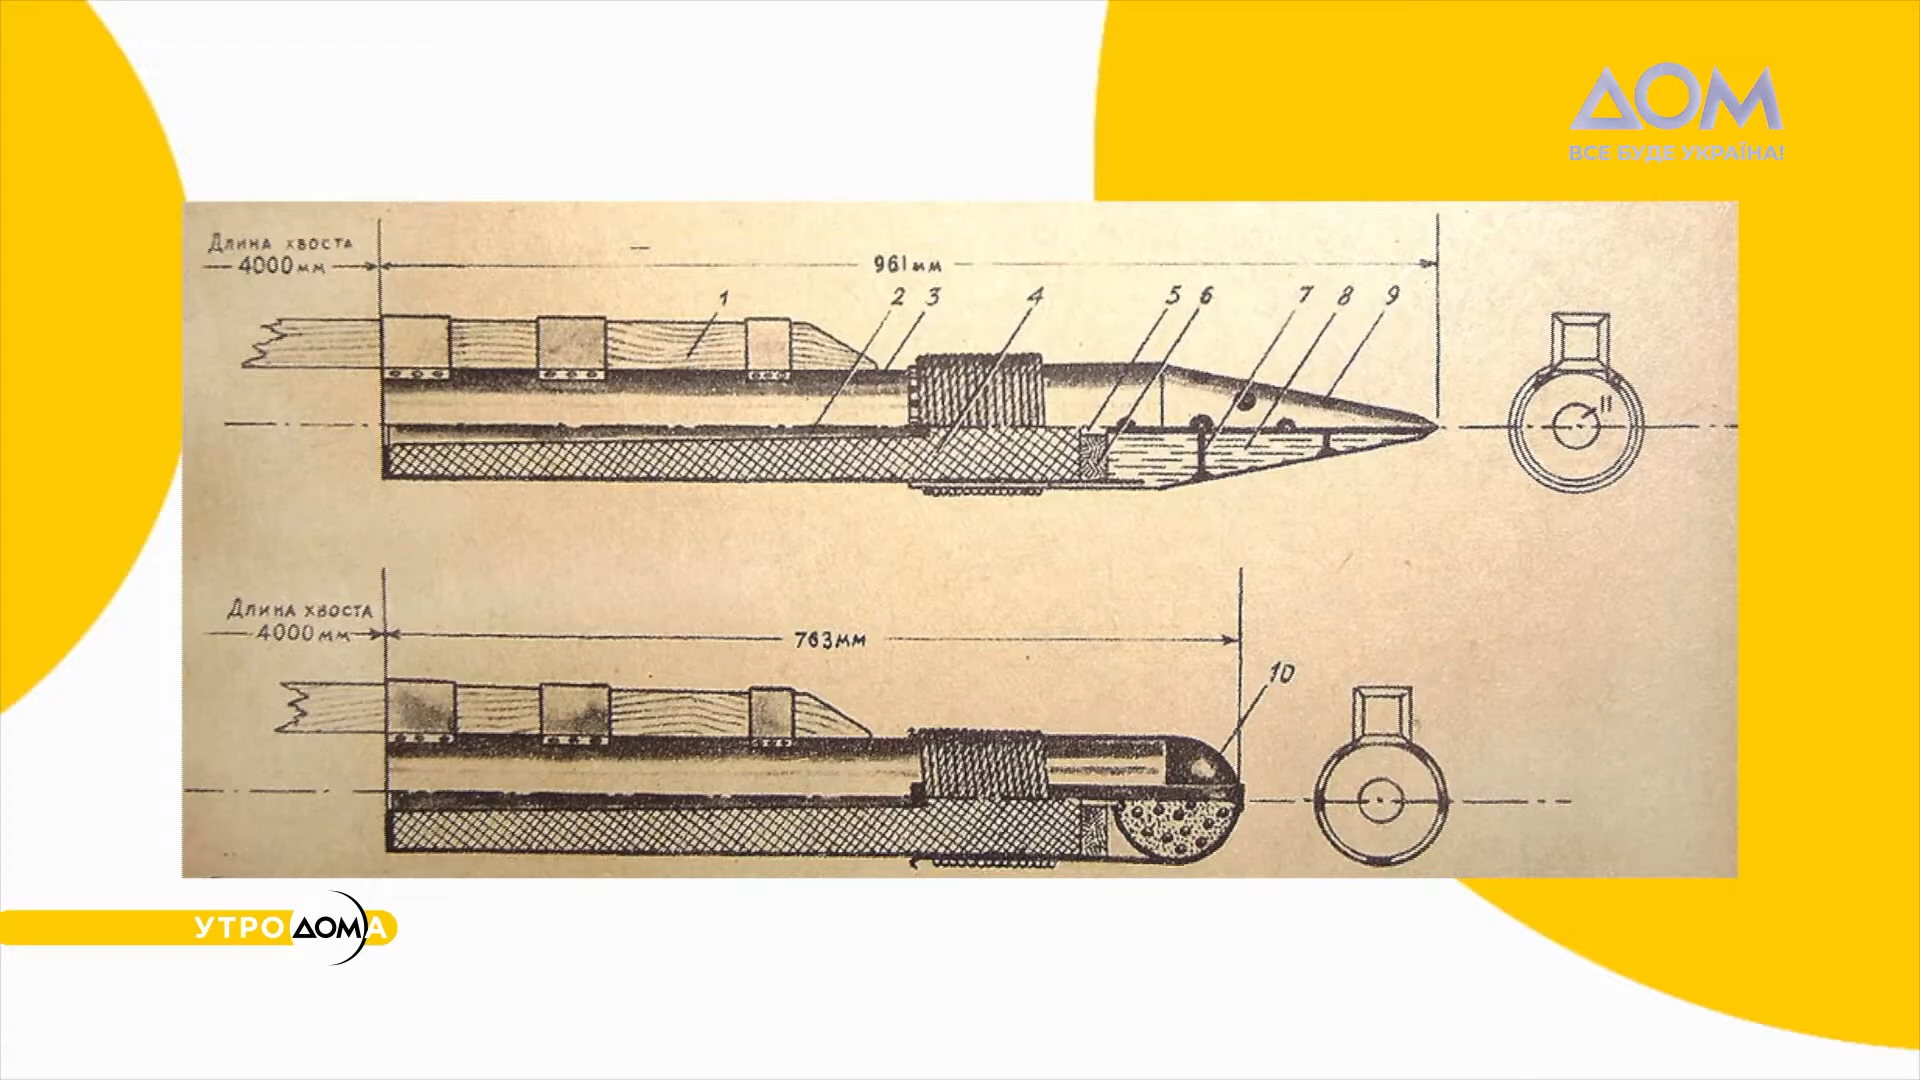 ДОМ
ВСЕ БУДЕ УКРАЇНА!
Длина хвоста
4000 мм
961 мм
1 2 3 4 5 6 7 8 9
11
Длина хвоста
4000 мм
763 мм
10
УТРО ДОМА